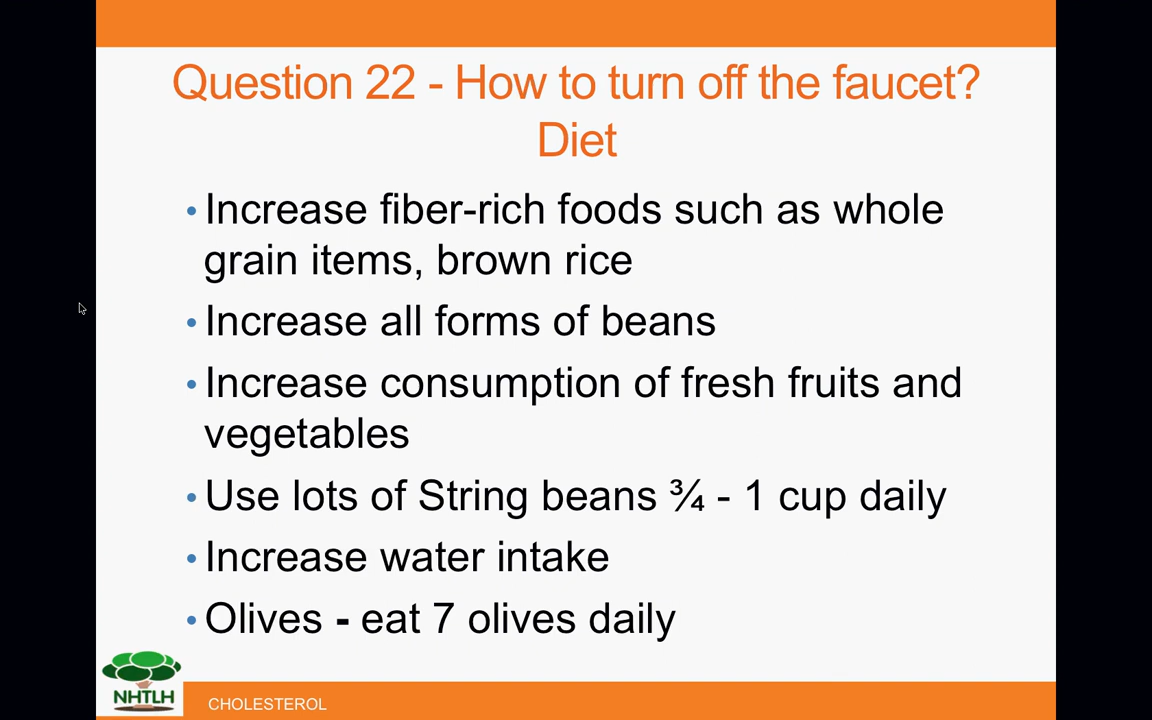 Question 22 - How to turn off the faucet?
Diet
• Increase fiber-rich foods such as whole
grain items, brown rice
• Increase all forms of beans
• Increase consumption of fresh fruits and
vegetables
• Use lots of String beans ¾ - 1 cup daily
• Increase water intake
• Olives - eat 7 olives daily
NHTLH
CHOLESTEROL